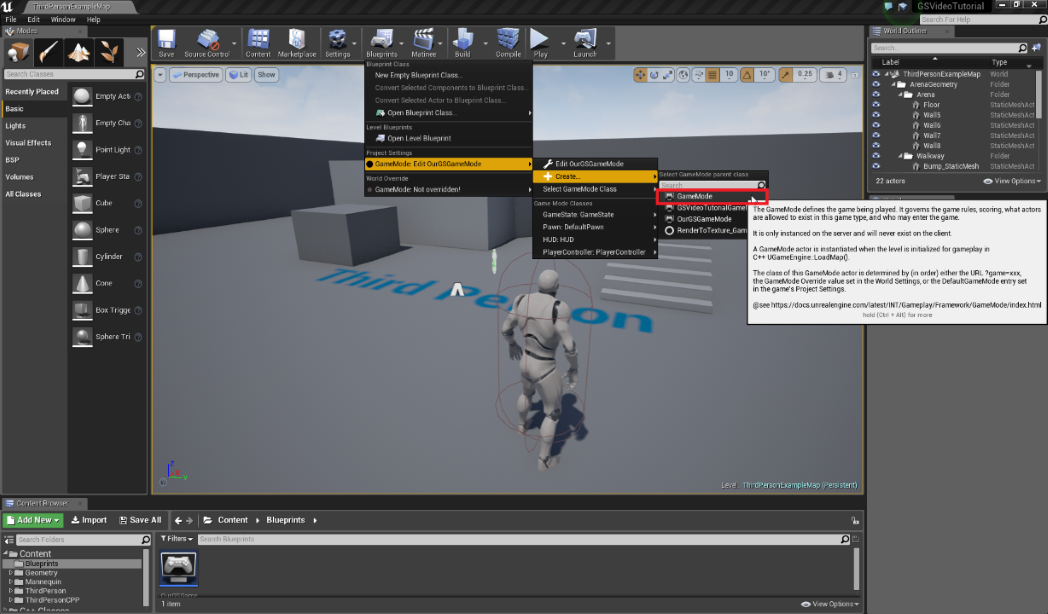 ThirdPersonExampleMap
GSVideoTutorial
File Edit Window Help
Search For Help
Modes
Search Classes
Recently Placed
Basic
Lights
Visual Effects
BSP
Volumes
All Classes
Empty Act
Empty Cha
Point Light
Player Sta
Cube
Sphere
Cylinder
Cone
Box Trigge
Sphere Tri
Save
Source Control
Content
Marketplace
Settings
Blueprints
Matinee
Build
Compile
Play
Launch
Perspective
Lit
Show
10
10°
0.25
4
Blueprint Class
New Empty Blueprint Class...
Convert Selected Components to Blueprint Class...
Convert Selected Actor to Blueprint Class...
Open Blueprint Class...
Level Blueprints
Open Level Blueprint
Project Settings
GameMode: Edit OurGSGameMode
World Override
GameMode: Not overridden!
Edit OurGSGameMode
Create...
Select GameMode Class
Game Mode Classes
GameState: GameState
Pawn: DefaultPawn
HUD: HUD
PlayerController: PlayerController
Select GameMode parent class
Search
GameMode
GSVideoTutorialGameM
OurGSGameMode
RenderToTexture_Gam
The GameMode defines the game being played. It governs the game rules, scoring, what actors
are allowed to exist in this game type, and who may enter the game.
It is only instanced on the server and will never exist on the client.
A GameMode actor is instantiated when the level is initialized for gameplay in
C++ UGameEngine::LoadMap().
The class of this GameMode actor is determined by (in order) either the URL ?game=xxx,
the GameMode Override value set in the World Settings, or the DefaultGameMode entry set
in the game's Project Settings.
@see https://docs.unrealengine.com/latest/INT/Gameplay/Framework/GameMode/index.html
hold (Ctrl + Alt) for more
Third Person
Level: ThirdPersonExampleMap (Persistent)
World Outliner
Search...
Label Type
ThirdPersonExampleMap World
ArenaGeometry Folder
Arena Folder
Floor StaticMeshAct
Wall5 StaticMeshAct
Wall6 StaticMeshAct
Wall7 StaticMeshAct
Wall8 StaticMeshAct
Walkway Folder
Bump_StaticMesh StaticMeshAct
22 actors
View Options
Content Browser
Add New
Import
Save All
Content
Blueprints
Search Folders
Filters
Search Blueprints
Content
Blueprints
Geometry
Mannequin
ThirdPerson
ThirdPersonCPP
C++ Classes
OurGSGame
1 item
View Options